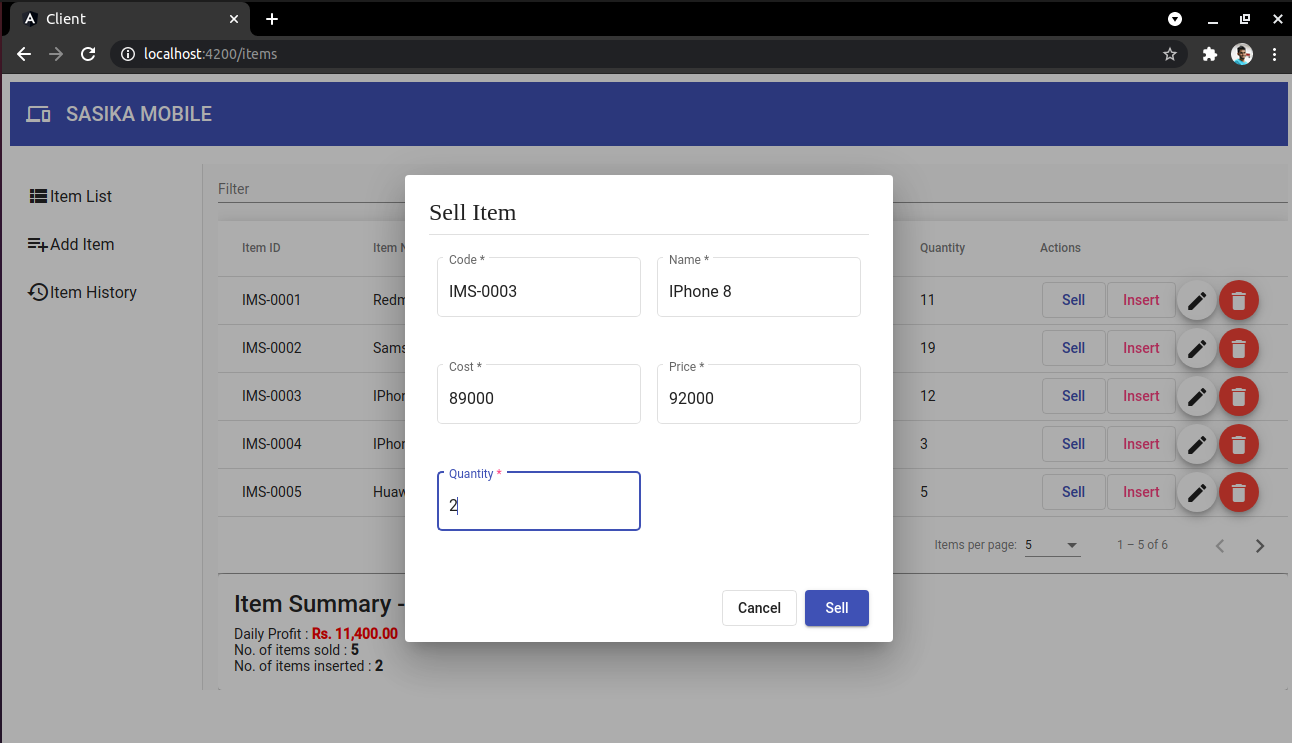 Client
localhost:4200/items
SASIKA MOBILE
Item List
Add Item
Item History
Filter
Item ID Item N Quantity Actions
IMS-0001 Redm 11 Sell Insert
IMS-0002 Sams 19 Sell Insert
IMS-0003 IPhon 12 Sell Insert
IMS-0004 IPhon 3 Sell Insert
IMS-0005 Huaw 5 Sell Insert
Items per page: 5 1 – 5 of 6
Item Summary -
Daily Profit : Rs. 11,400.00
No. of items sold : 5
No. of items inserted : 2
Sell Item
Code * Name *
IMS-0003 IPhone 8
Cost * Price *
89000 92000
Quantity *
2
Cancel Sell